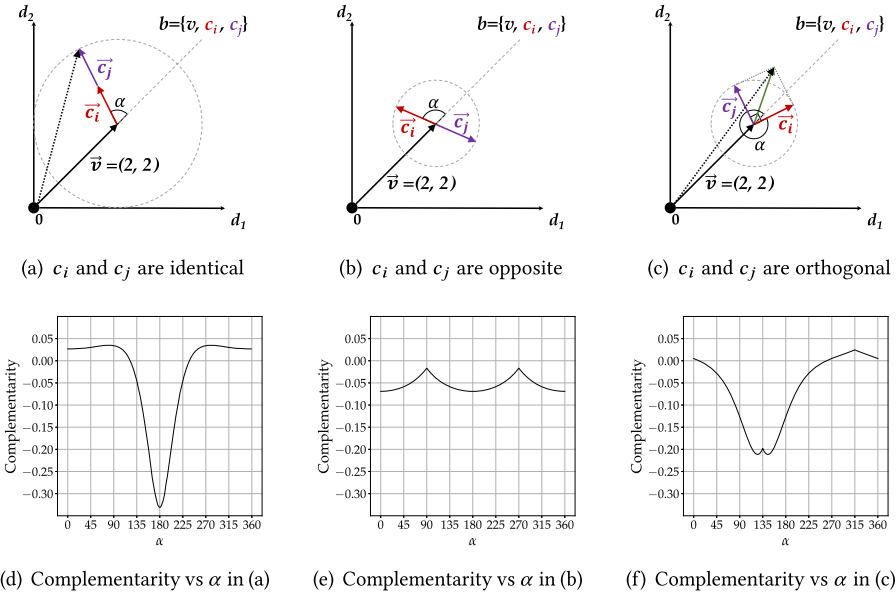 d₂
b={v, cᵢ, cⱼ}
cⱼ
α
cᵢ
v =(2, 2)
0
d₁
(a) cᵢ and cⱼ are identical
d₂
b={v, cᵢ, cⱼ}
α
cᵢ
cⱼ
v =(2, 2)
0
d₁
(b) cᵢ and cⱼ are opposite
d₂
b={v, cᵢ, cⱼ}
cⱼ
cᵢ
α
v =(2, 2)
0
d₁
(c) cᵢ and cⱼ are orthogonal
Complementarity
0.05
0.00
−0.05
−0.10
−0.15
−0.20
−0.25
−0.30
0 45 90 135 180 225 270 315 360
α
(d) Complementarity vs α in (a)
Complementarity
0.05
0.00
−0.05
−0.10
−0.15
−0.20
−0.25
−0.30
0 45 90 135 180 225 270 315 360
α
(e) Complementarity vs α in (b)
Complementarity
0.05
0.00
−0.05
−0.10
−0.15
−0.20
−0.25
−0.30
0 45 90 135 180 225 270 315 360
α
(f) Complementarity vs α in (c)